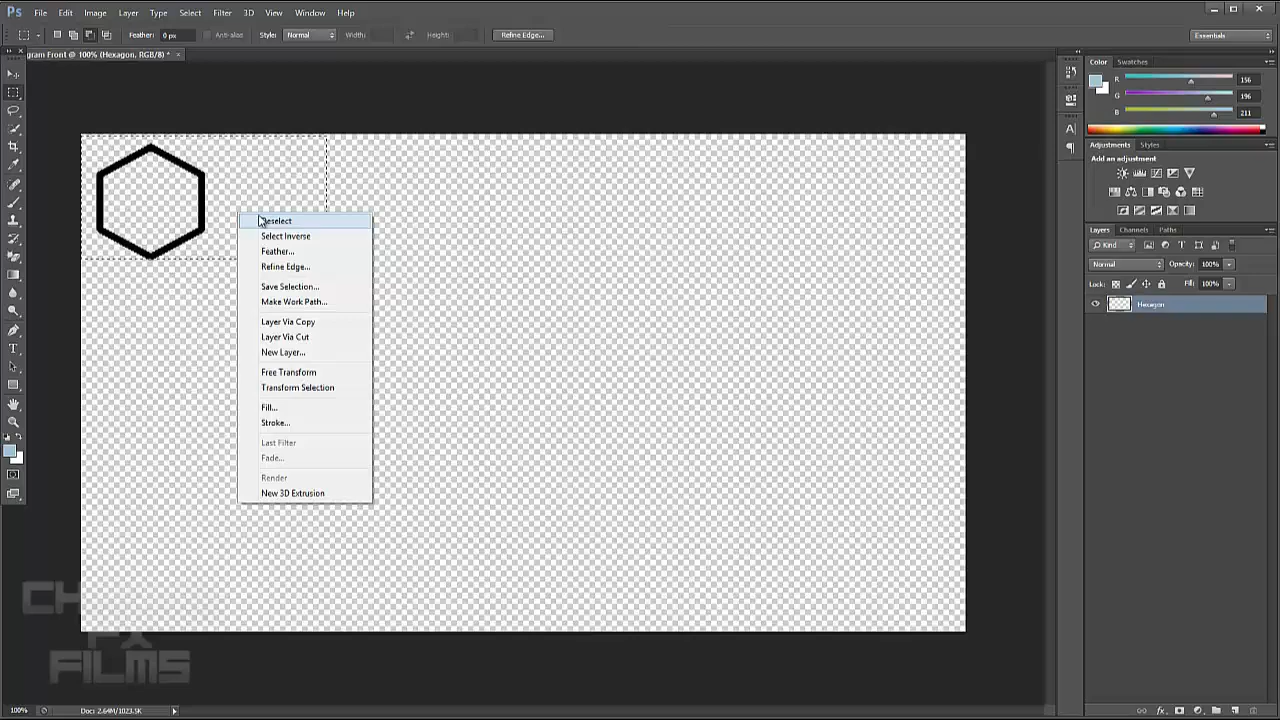 Ps File Edit Image Layer Type Select Filter 3D View Window Help
Feather: 0 px Anti-alias Style: Normal Width: Height: Refine Edge... Essentials
gram Front @ 100% (Hexagon, RGB/8) * ×
Color Swatches
R 156
G 196
B 211
Adjustments Styles
Add an adjustment
Layers Channels Paths
Kind
Normal Opacity: 100%
Lock: Fill: 100%
Hexagon
eselect
Select Inverse
Feather...
Refine Edge...
Save Selection...
Make Work Path...
Layer Via Copy
Layer Via Cut
New Layer...
Free Transform
Transform Selection
Fill...
Stroke...
Last Filter
Fade...
Render
New 3D Extrusion
FX
FILMS
100% Doc: 2.64M/1023.5K